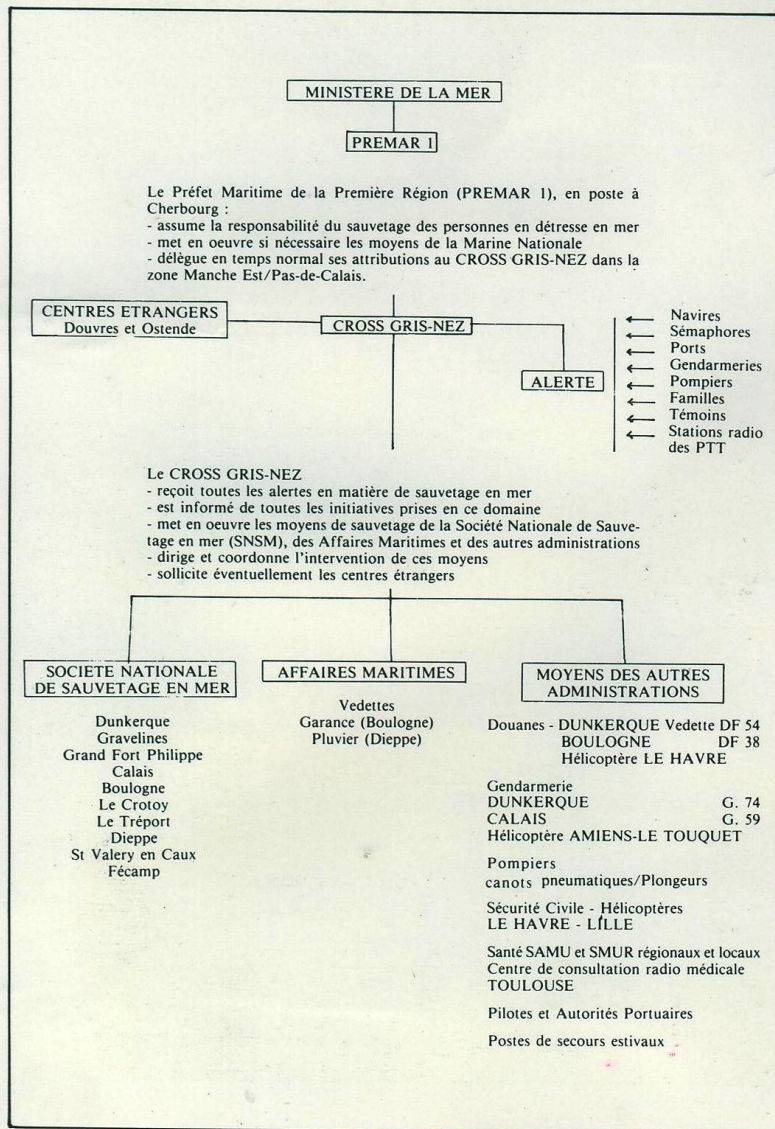 MINISTERE DE LA MER
PREMAR 1
Le Préfet Maritime de la Première Région (PREMAR 1), en poste à
Cherbourg :
- assume la responsabilité du sauvetage des personnes en détresse en mer
- met en oeuvre si nécessaire les moyens de la Marine Nationale
- délègue en temps normal ses attributions au CROSS GRIS-NEZ dans la
zone Manche Est/Pas-de-Calais.
CENTRES ETRANGERS
Douvres et Ostende
CROSS GRIS-NEZ
ALERTE
Navires
Sémaphores
Ports
Gendarmeries
Pompiers
Familles
Témoins
Stations radio
des PTT
Le CROSS GRIS-NEZ
- reçoit toutes les alertes en matière de sauvetage en mer
- est informé de toutes les initiatives prises en ce domaine
- met en oeuvre les moyens de sauvetage de la Société Nationale de Sauve-
tage en mer (SNSM), des Affaires Maritimes et des autres administrations
- dirige et coordonne l'intervention de ces moyens
- sollicite éventuellement les centres étrangers
SOCIETE NATIONALE
DE SAUVETAGE EN MER
Dunkerque
Gravelines
Grand Fort Philippe
Calais
Boulogne
Le Crotoy
Le Tréport
Dieppe
St Valery en Caux
Fécamp
AFFAIRES MARITIMES
Vedettes
Garance (Boulogne)
Pluvier (Dieppe)
MOYENS DES AUTRES
ADMINISTRATIONS
Douanes - DUNKERQUE Vedette DF 54
BOULOGNE DF 38
Hélicoptère LE HAVRE
Gendarmerie
DUNKERQUE G. 74
CALAIS G. 59
Hélicoptère AMIENS-LE TOUQUET
Pompiers
canots pneumatiques/Plongeurs
Sécurité Civile - Hélicoptères
LE HAVRE - LILLE
Santé SAMU et SMUR régionaux et locaux
Centre de consultation radio médicale
TOULOUSE
Pilotes et Autorités Portuaires
Postes de secours estivaux